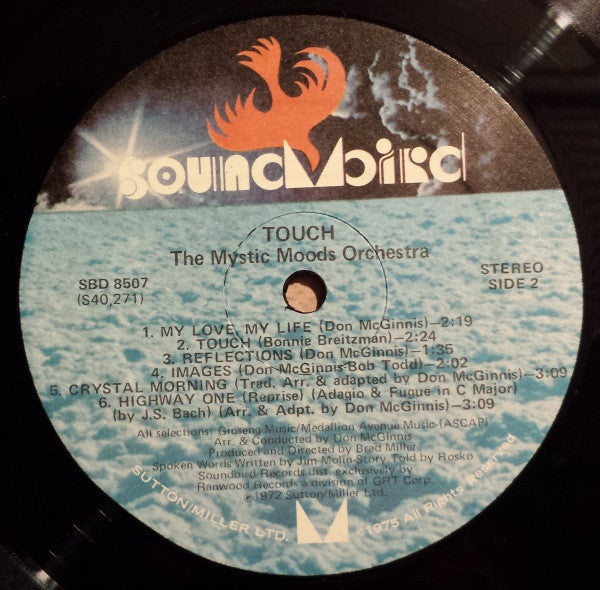 SOUNDBIRD
TOUCH
The Mystic Moods Orchestra
SBD 8507
(S40,271)
STEREO
SIDE 2
1. MY LOVE, MY LIFE (Don McGinnis)—2:19
2. TOUCH (Bonnie Breitzman)—2:24
3. REFLECTIONS (Don McGinnis)—1:35
4. IMAGES (Don McGinnis-Bob Todd)—2:02
5. CRYSTAL MORNING (Trad. Arr. & adapted by Don McGinnis)—3:09
6. HIGHWAY ONE (Reprise) (Adagio & Fugue in C Major)
(by J.S. Bach) (Arr. & Adpt. by Don McGinnis)—3:09
All selections: Ginseng Music/Medallion Avenue Music (ASCAP)
Arr. & Conducted by Don McGinnis
Produced and Directed by Brad Miller
Spoken Words Written by Jim Molin-Story Told by Rosko
Soundbird Records dist. exclusively by
Ranwood Records a division of GRT Corp.
℗1972 Sutton/Miller Ltd.
SUTTON/MILLER LTD.
℗1975 All Rights Reserved